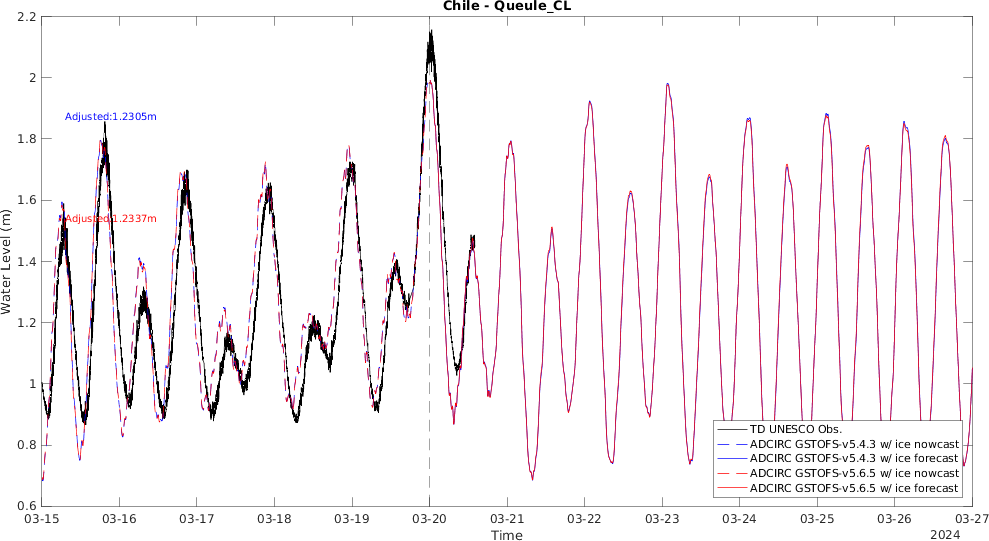 Chile - Queule_CL
2.2
2
1.8
1.6
1.4
1.2
1
0.8
0.6
Water Level (m)
Adjusted:1.2305m
Adjusted:1.2337m
TD UNESCO Obs.
ADCIRC GSTOFS-v5.4.3 w/ ice nowcast
ADCIRC GSTOFS-v5.4.3 w/ ice forecast
ADCIRC GSTOFS-v5.6.5 w/ ice nowcast
ADCIRC GSTOFS-v5.6.5 w/ ice forecast
03-15 03-16 03-17 03-18 03-19 03-20 03-21 03-22 03-23 03-24 03-25 03-26 03-27
Time
2024